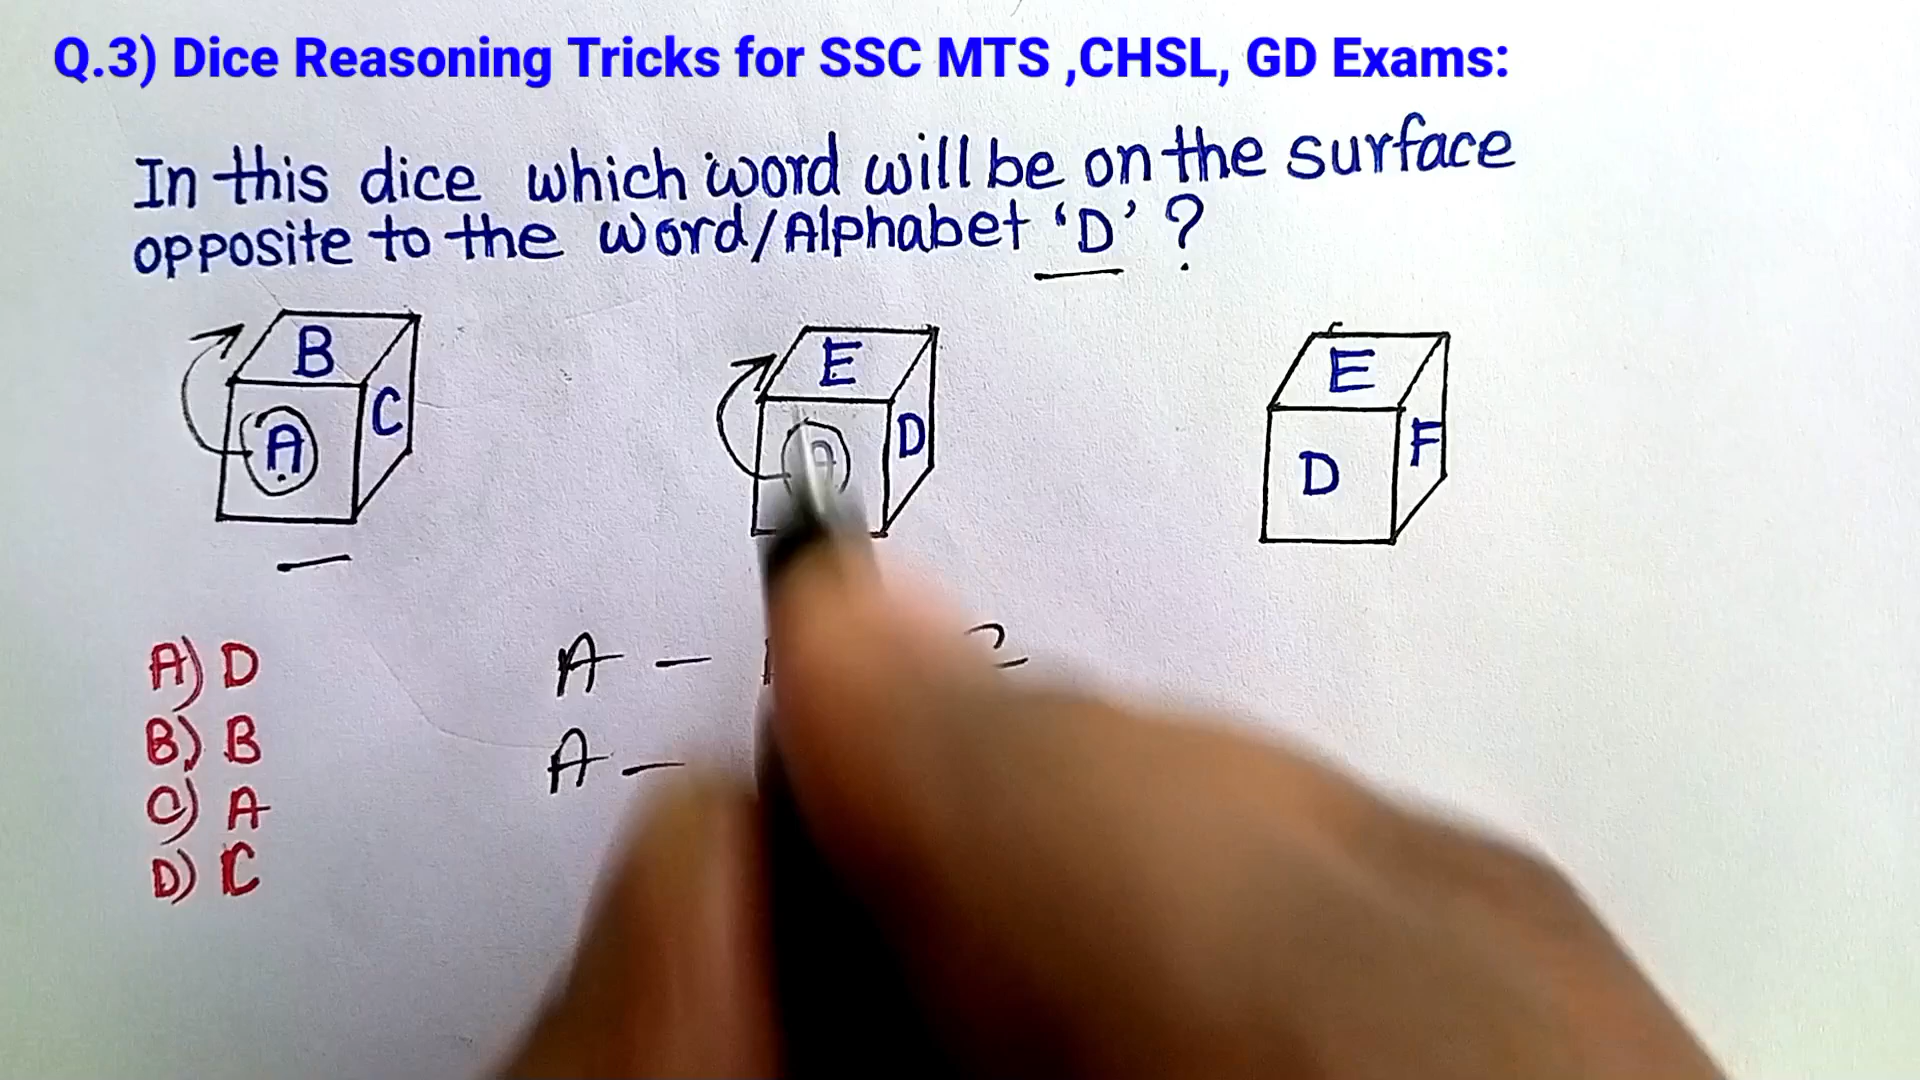 Q.3) Dice Reasoning Tricks for SSC MTS ,CHSL, GD Exams:
In this dice which word will be on the surface
opposite to the word/Alphabet 'D' ?
B
A
C
E
D
E
D
F
A) D
B) B
C) A
D) C
A –
A –